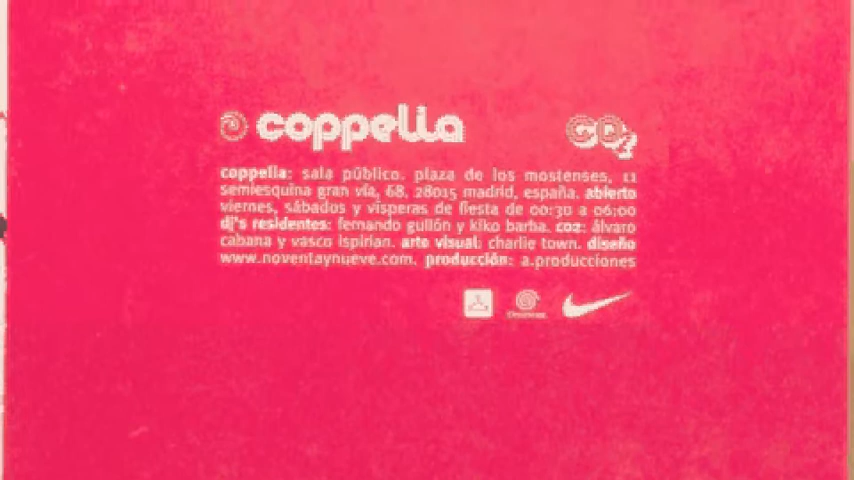 coppelia CO2
coppelia: sala público. plaza de los mostenses, 11
semiesquina gran vía, 68. 28015 madrid, españa. abierto
viernes, sábados y vísperas de fiesta de 00:30 a 06:00
dj's residentes: fernando gullón y kiko barba. co2: álvaro
cabana y vasco ispirian. arte visual: charlie town. diseño
www.noventaynueve.com. producción: a.producciones
Dreamcast